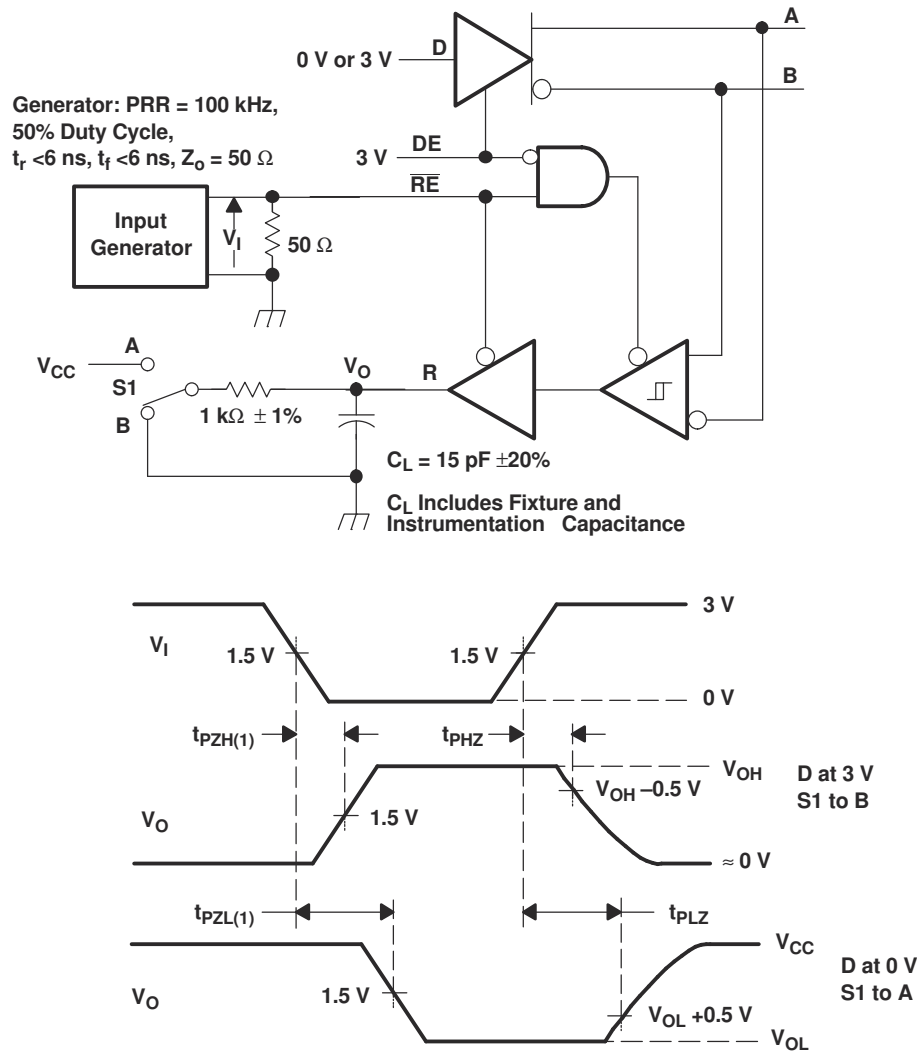 A
D
0 V or 3 V
B
Generator: PRR = 100 kHz,
50% Duty Cycle,
t_r <6 ns, t_f <6 ns, Z_o = 50 Ω
DE
3 V
R̅E̅
Input
Generator
V_I
50 Ω
A
V_CC
S1
B
V_O
R
1 kΩ ± 1%
C_L = 15 pF ±20%
C_L Includes Fixture and
Instrumentation Capacitance
3 V
V_I
1.5 V
1.5 V
0 V
t_PZH(1)
t_PHZ
V_OH
D at 3 V
S1 to B
V_OH −0.5 V
V_O
1.5 V
≈ 0 V
t_PZL(1)
t_PLZ
V_CC
D at 0 V
S1 to A
V_O
1.5 V
V_OL +0.5 V
V_OL